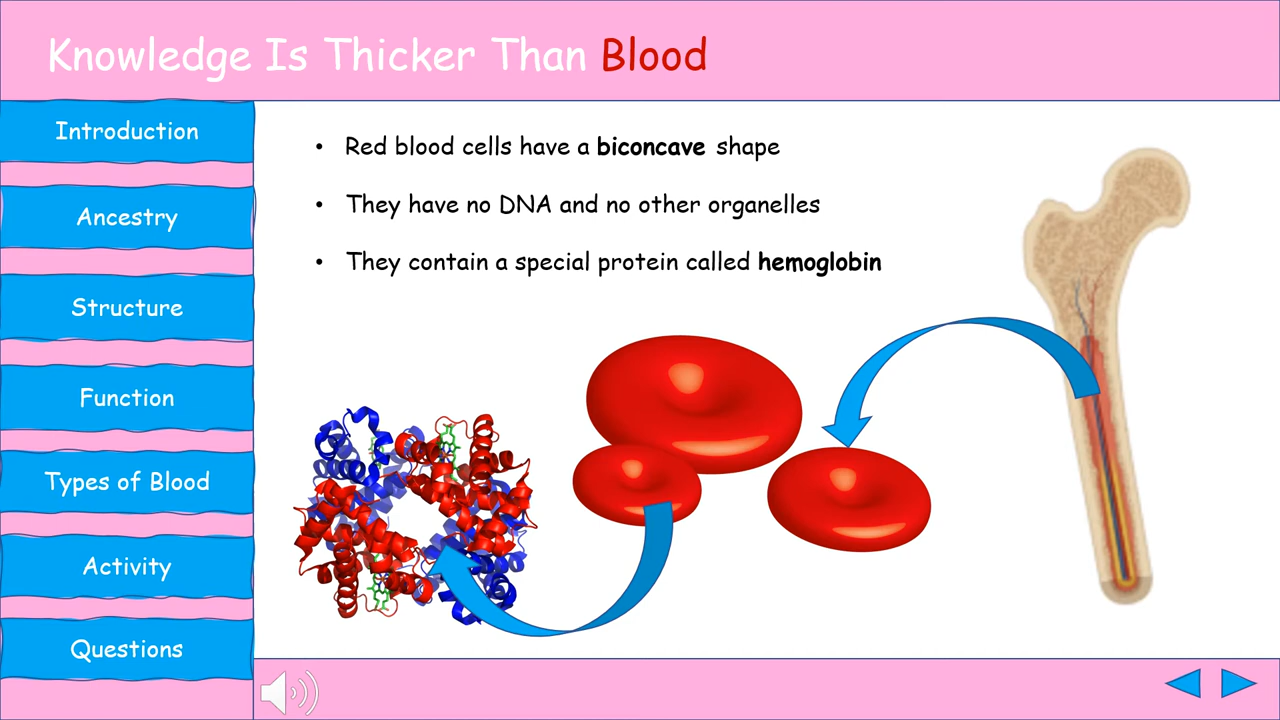 Knowledge Is Thicker Than Blood
Introduction
Ancestry
Structure
Function
Types of Blood
Activity
Questions
• Red blood cells have a biconcave shape
• They have no DNA and no other organelles
• They contain a special protein called hemoglobin